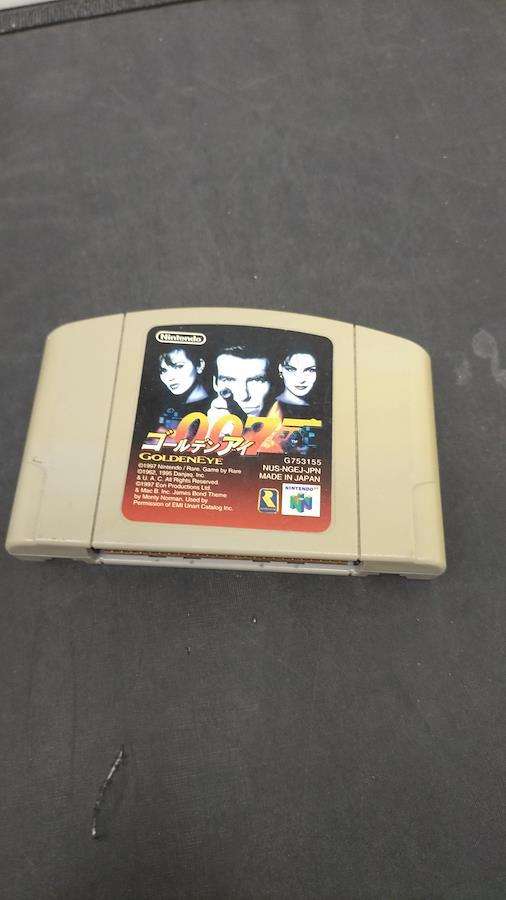 Nintendo
007
ゴールデンアイ
GOLDENEYE
©1997 Nintendo / Rare. Game by Rare
©1962, 1995 Danjaq, Inc.
& U. A. C. All Rights Reserved.
©1997 Eon Productions Ltd
& Mac B. Inc. James Bond Theme
by Monty Norman. Used by
Permission of EMI Unart Catalog Inc.
G753155
NUS-NGEJ-JPN
MADE IN JAPAN
R
NINTENDO64
N